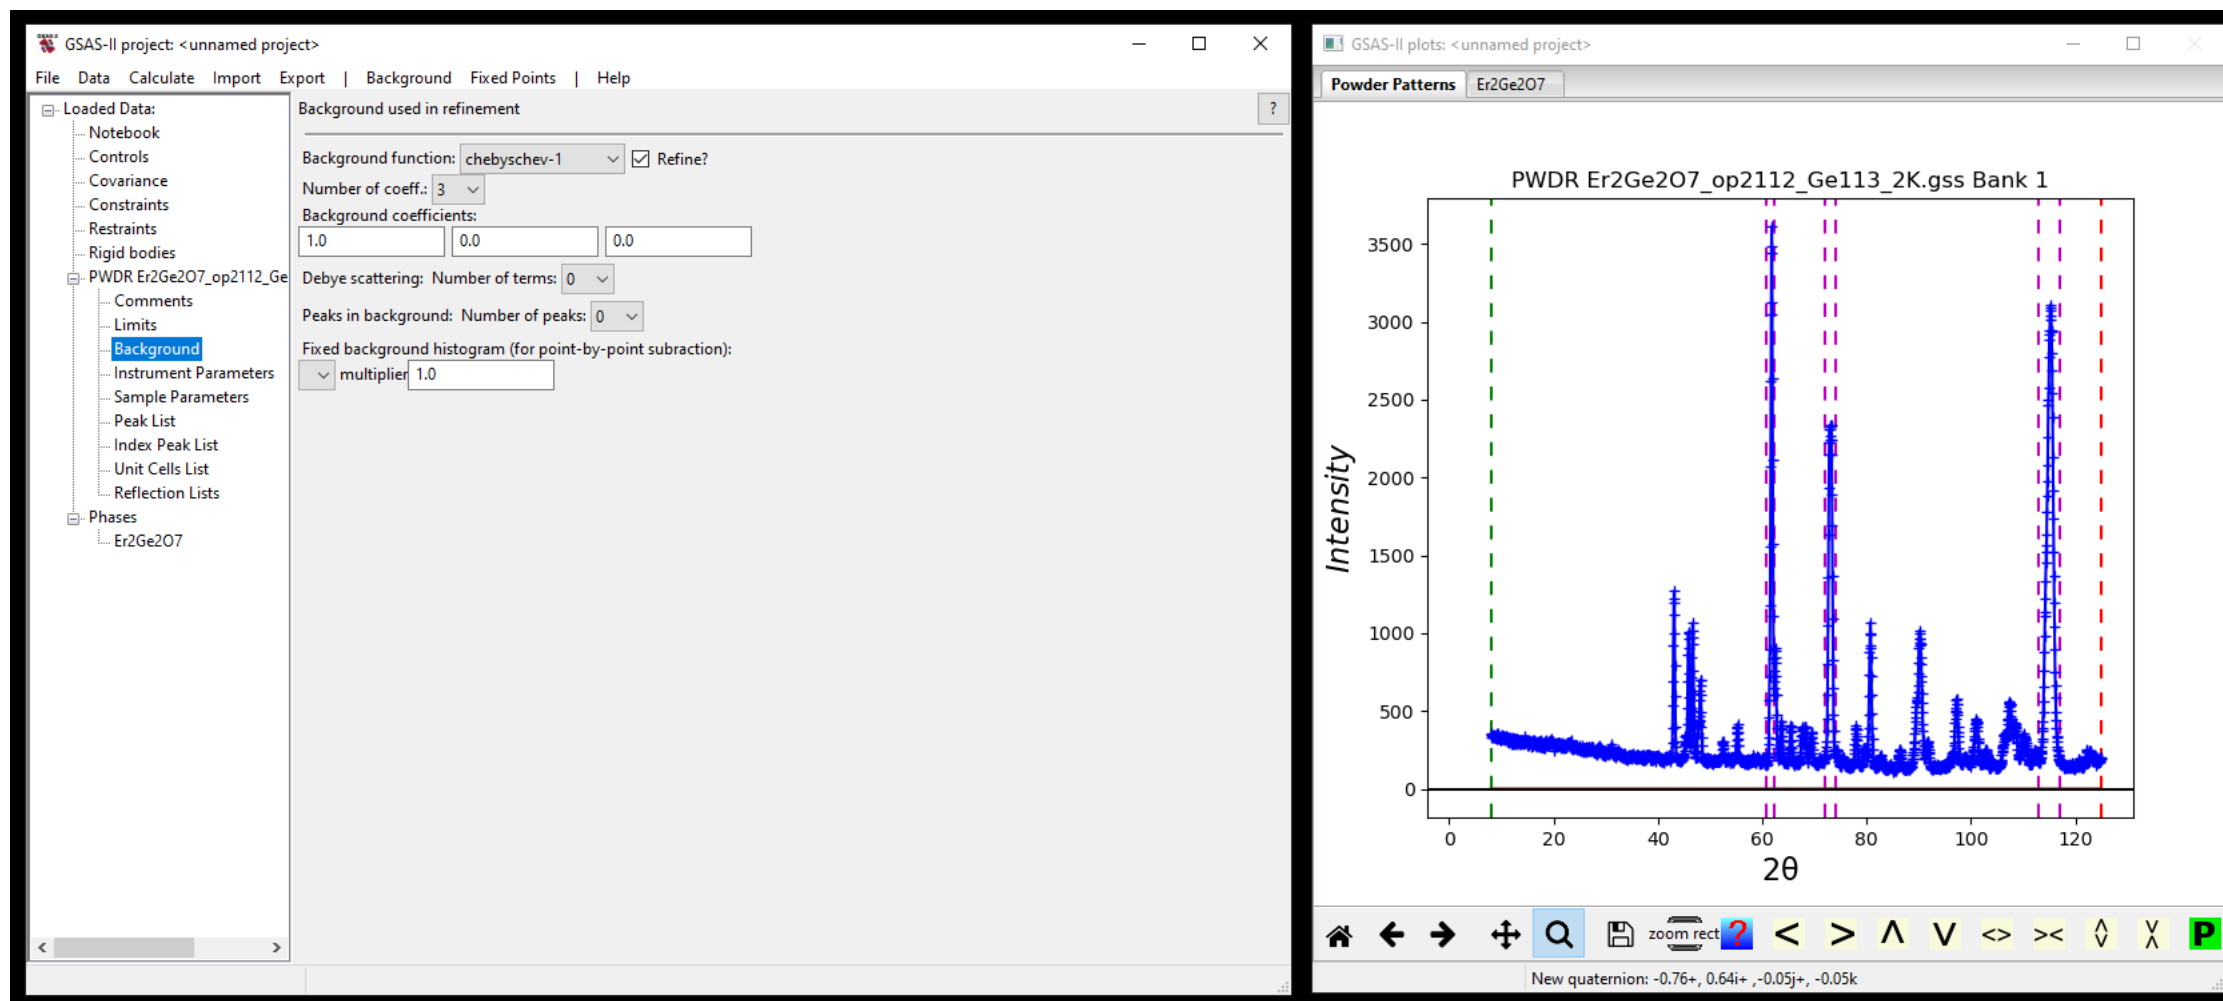 GSAS-II project: <unnamed project>
File Data Calculate Import Export | Background Fixed Points | Help
Loaded Data:
Notebook
Controls
Covariance
Constraints
Restraints
Rigid bodies
PWDR Er2Ge2O7_op2112_Ge
Comments
Limits
Background
Instrument Parameters
Sample Parameters
Peak List
Index Peak List
Unit Cells List
Reflection Lists
Phases
Er2Ge2O7
Background used in refinement
?
Background function: chebyschev-1 Refine?
Number of coeff.: 3
Background coefficients:
1.0 0.0 0.0
Debye scattering: Number of terms: 0
Peaks in background: Number of peaks: 0
Fixed background histogram (for point-by-point subraction):
multiplier 1.0
GSAS-II plots: <unnamed project>
Powder Patterns Er2Ge2O7
PWDR Er2Ge2O7_op2112_Ge113_2K.gss Bank 1
3500
3000
2500
2000
1500
1000
500
0
Intensity
0 20 40 60 80 100 120
2θ
zoom rect ? < > Λ V <> >< P
New quaternion: -0.76+, 0.64i+ ,-0.05j+, -0.05k